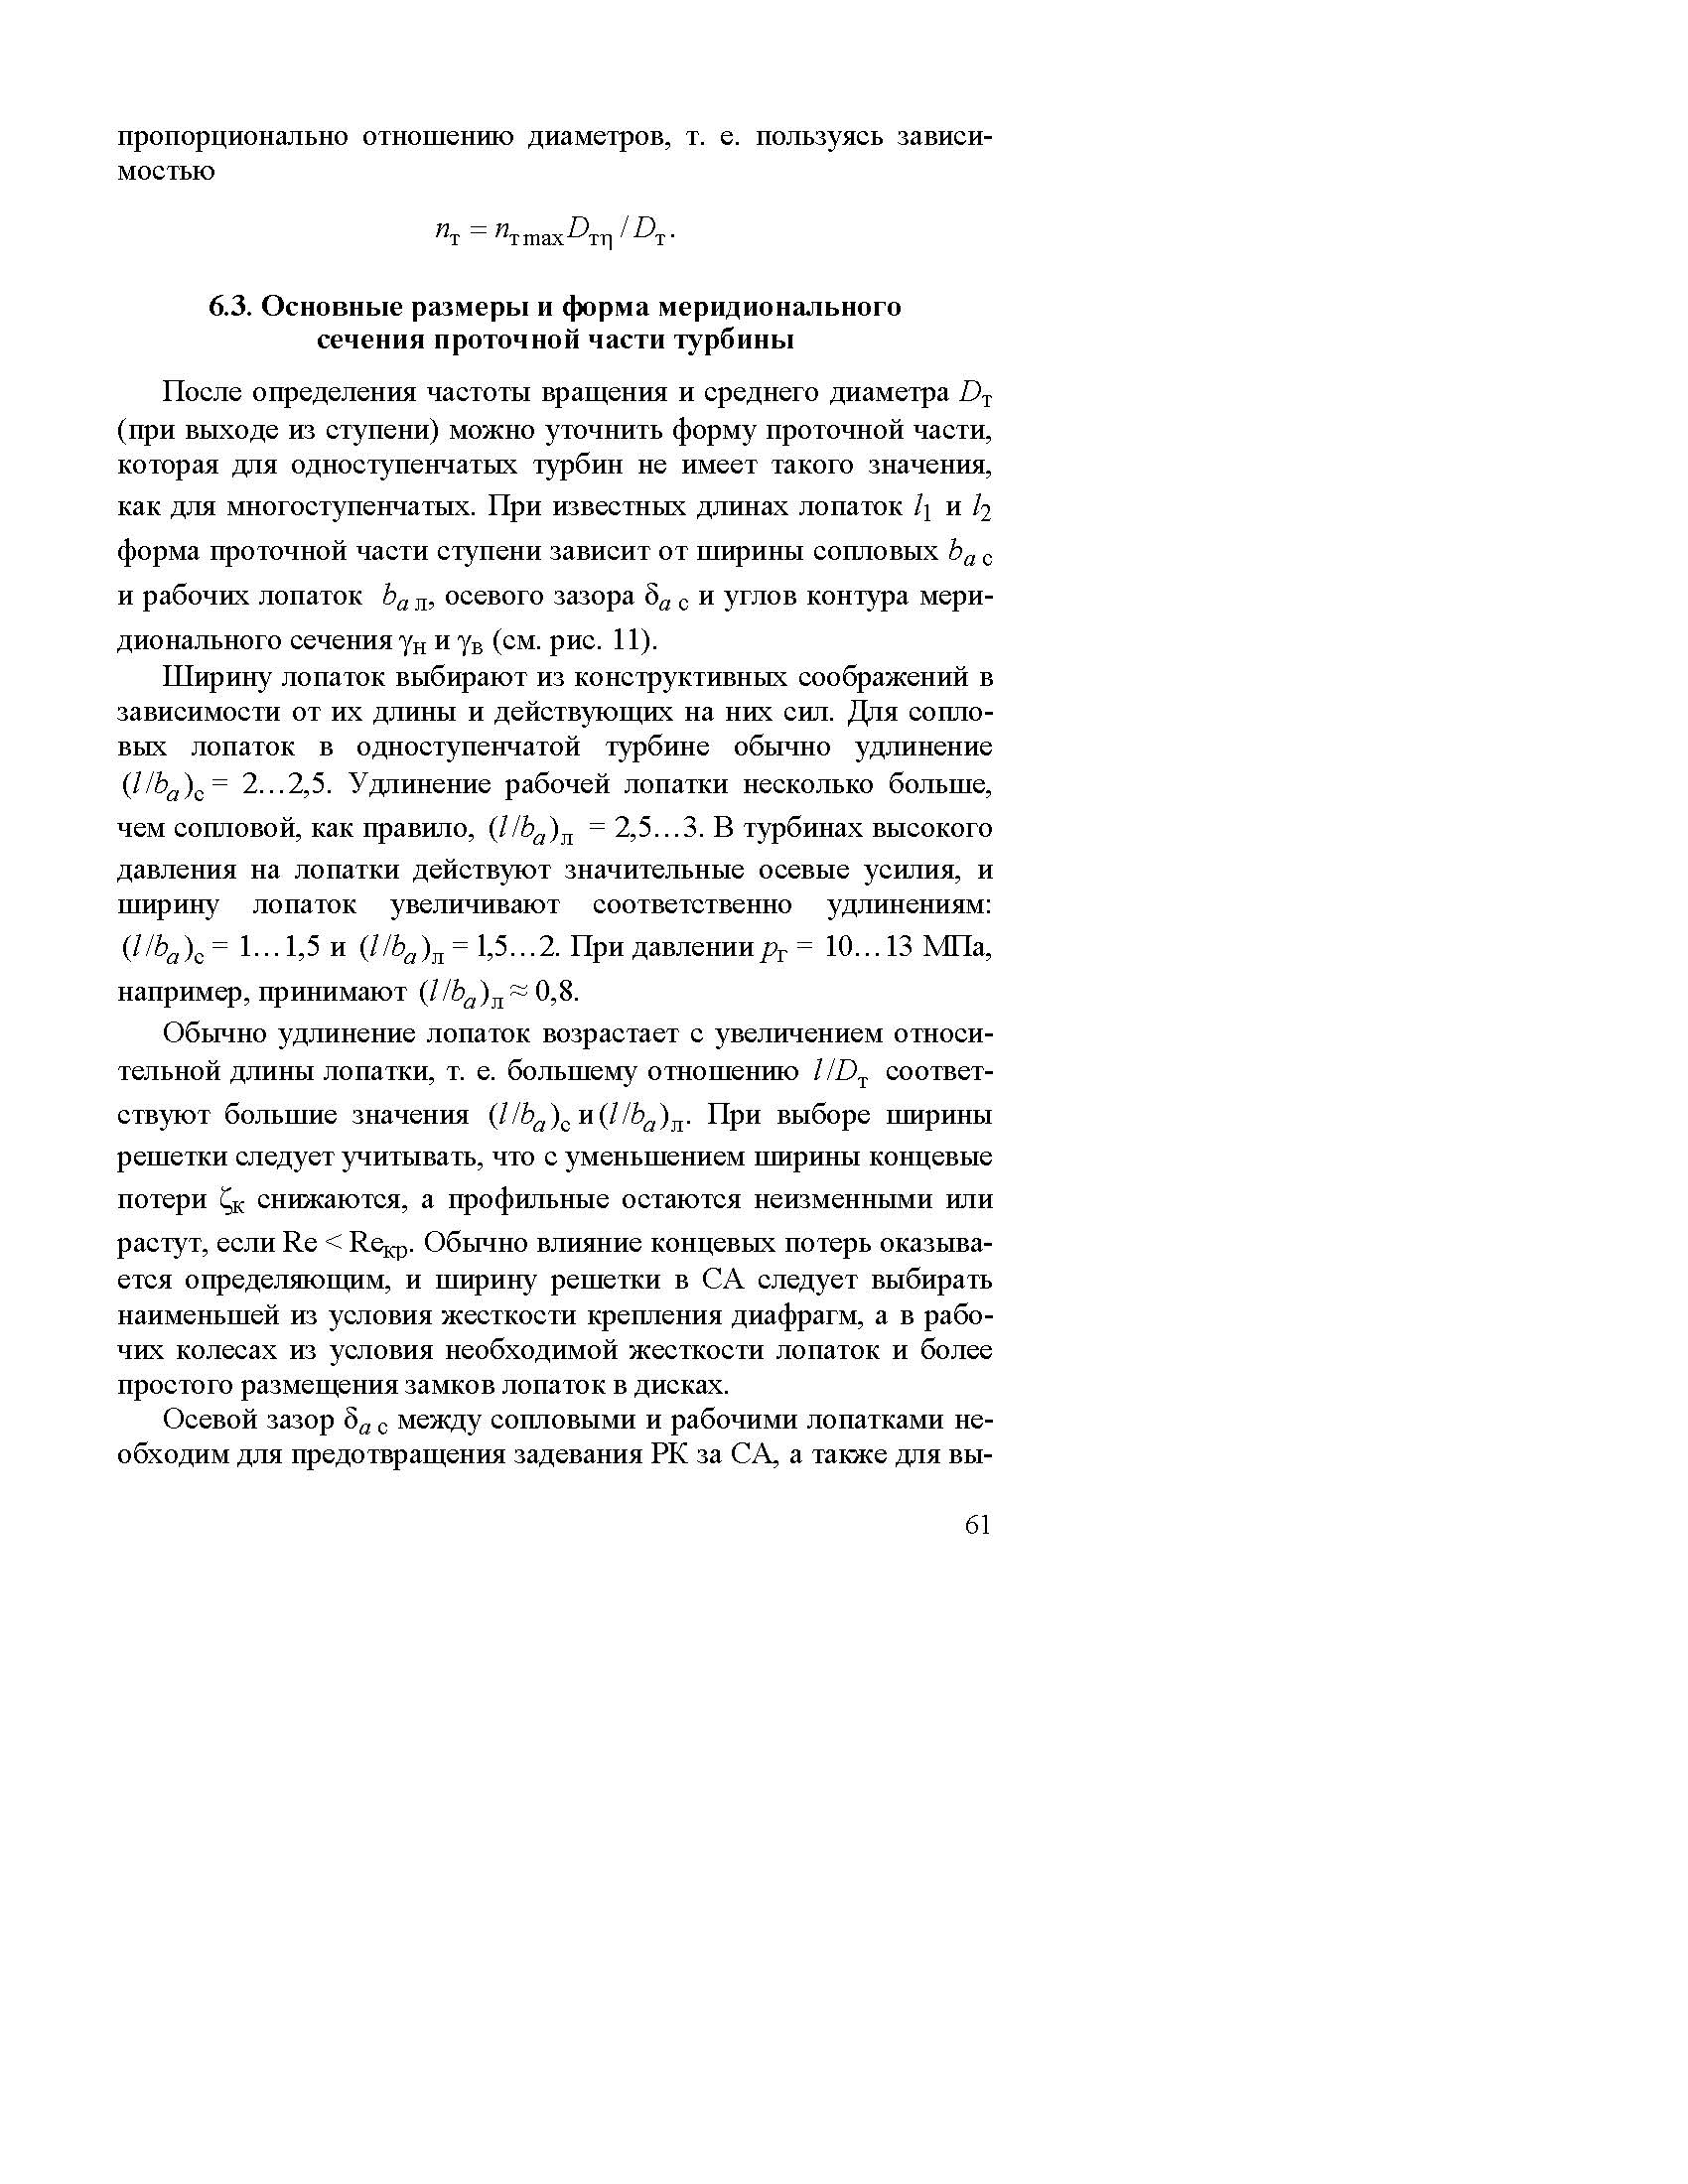 пропорционально отношению диаметров, т. е. пользуясь зависи-
мостью
nт = nт max Dтη / Dт.
6.3. Основные размеры и форма меридионального
сечения проточной части турбины
После определения частоты вращения и среднего диаметра Dт
(при выходе из ступени) можно уточнить форму проточной части,
которая для одноступенчатых турбин не имеет такого значения,
как для многоступенчатых. При известных длинах лопаток l1 и l2
форма проточной части ступени зависит от ширины сопловых ba с
и рабочих лопаток ba л, осевого зазора δa с и углов контура мери-
дионального сечения γн и γв (см. рис. 11).
Ширину лопаток выбирают из конструктивных соображений в
зависимости от их длины и действующих на них сил. Для сопло-
вых лопаток в одноступенчатой турбине обычно удлинение
(l/ba)с = 2…2,5. Удлинение рабочей лопатки несколько больше,
чем сопловой, как правило, (l/ba)л = 2,5…3. В турбинах высокого
давления на лопатки действуют значительные осевые усилия, и
ширину лопаток увеличивают соответственно удлинениям:
(l/ba)с = 1…1,5 и (l/ba)л = 1,5…2. При давлении pг = 10…13 МПа,
например, принимают (l/ba)л ≈ 0,8.
Обычно удлинение лопаток возрастает с увеличением относи-
тельной длины лопатки, т. е. большему отношению l/Dт соответ-
ствуют большие значения (l/ba)с и (l/ba)л. При выборе ширины
решетки следует учитывать, что с уменьшением ширины концевые
потери ζк снижаются, а профильные остаются неизменными или
растут, если Re < Reкр. Обычно влияние концевых потерь оказыва-
ется определяющим, и ширину решетки в СА следует выбирать
наименьшей из условия жесткости крепления диафрагм, а в рабо-
чих колесах из условия необходимой жесткости лопаток и более
простого размещения замков лопаток в дисках.
Осевой зазор δa с между сопловыми и рабочими лопатками не-
обходим для предотвращения задевания РК за СА, а также для вы-
61